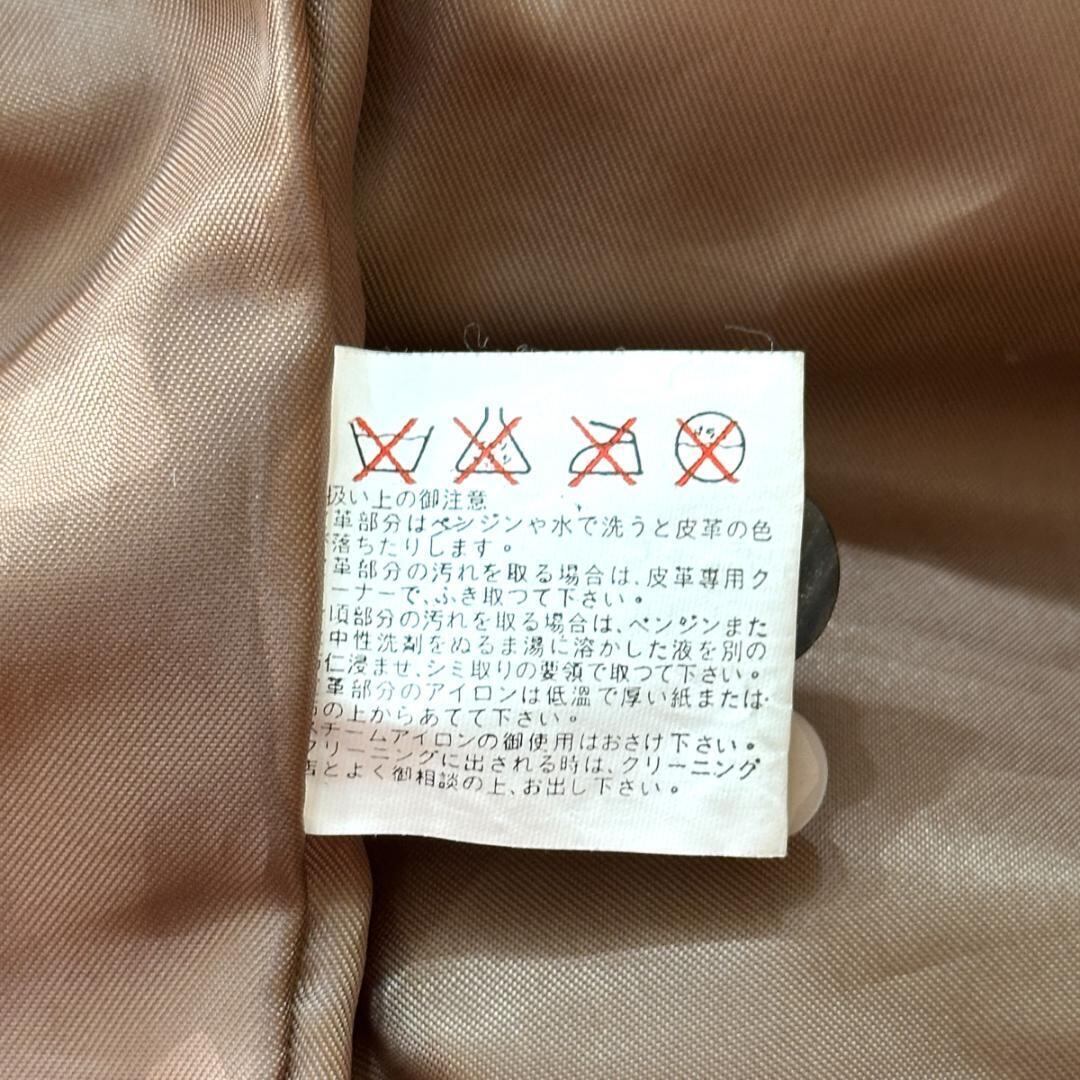 扱い上の御注意
革部分はベンジンや水で洗うと皮革の色
落ちたりします。
革部分の汚れを取る場合は、皮革専用ク
ーナーで、ふき取つて下さい。
部分の汚れを取る場合は、ベンジンまた
中性洗剤をぬるま湯に溶かした液を別の
に浸ませ、シミ取りの要領で取つて下さい。
革部分のアイロンは低温で厚い紙または
の上からあてて下さい。
スチームアイロンの御使用はおさけ下さい。
クリーニングに出される時は、クリーニング
店とよく御相談の上、お出し下さい。